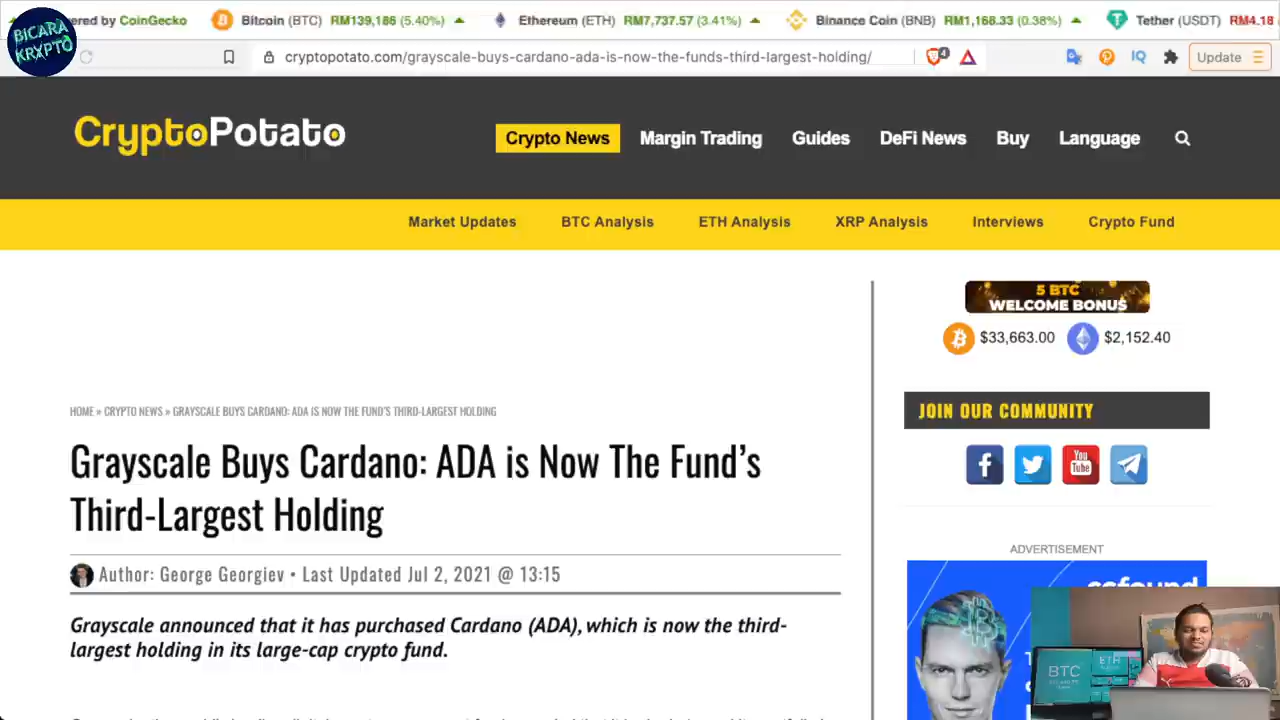 BICARA
KRXPTO
ered by CoinGecko
Bitcoin (BTC) RM139,186 (5.40%)
Ethereum (ETH) RM7,737.57 (3.41%)
Binance Coin (BNB) RM1,168.33 (0.38%)
Tether (USDT) RM4.18
cryptopotato.com/grayscale-buys-cardano-ada-is-now-the-funds-third-largest-holding/
4
IQ
Update
CryptoPotato
Crypto News
Margin Trading
Guides
DeFi News
Buy
Language
Market Updates
BTC Analysis
ETH Analysis
XRP Analysis
Interviews
Crypto Fund
5 BTC
WELCOME BONUS
$33,663.00
$2,152.40
HOME » CRYPTO NEWS » GRAYSCALE BUYS CARDANO: ADA IS NOW THE FUND'S THIRD-LARGEST HOLDING
JOIN OUR COMMUNITY
Grayscale Buys Cardano: ADA is Now The Fund's
Third-Largest Holding
You
Tube
ADVERTISEMENT
Author: George Georgiev • Last Updated Jul 2, 2021 @ 13:15
Grayscale announced that it has purchased Cardano (ADA), which is now the third-
largest holding in its large-cap crypto fund.
BTC
ETH